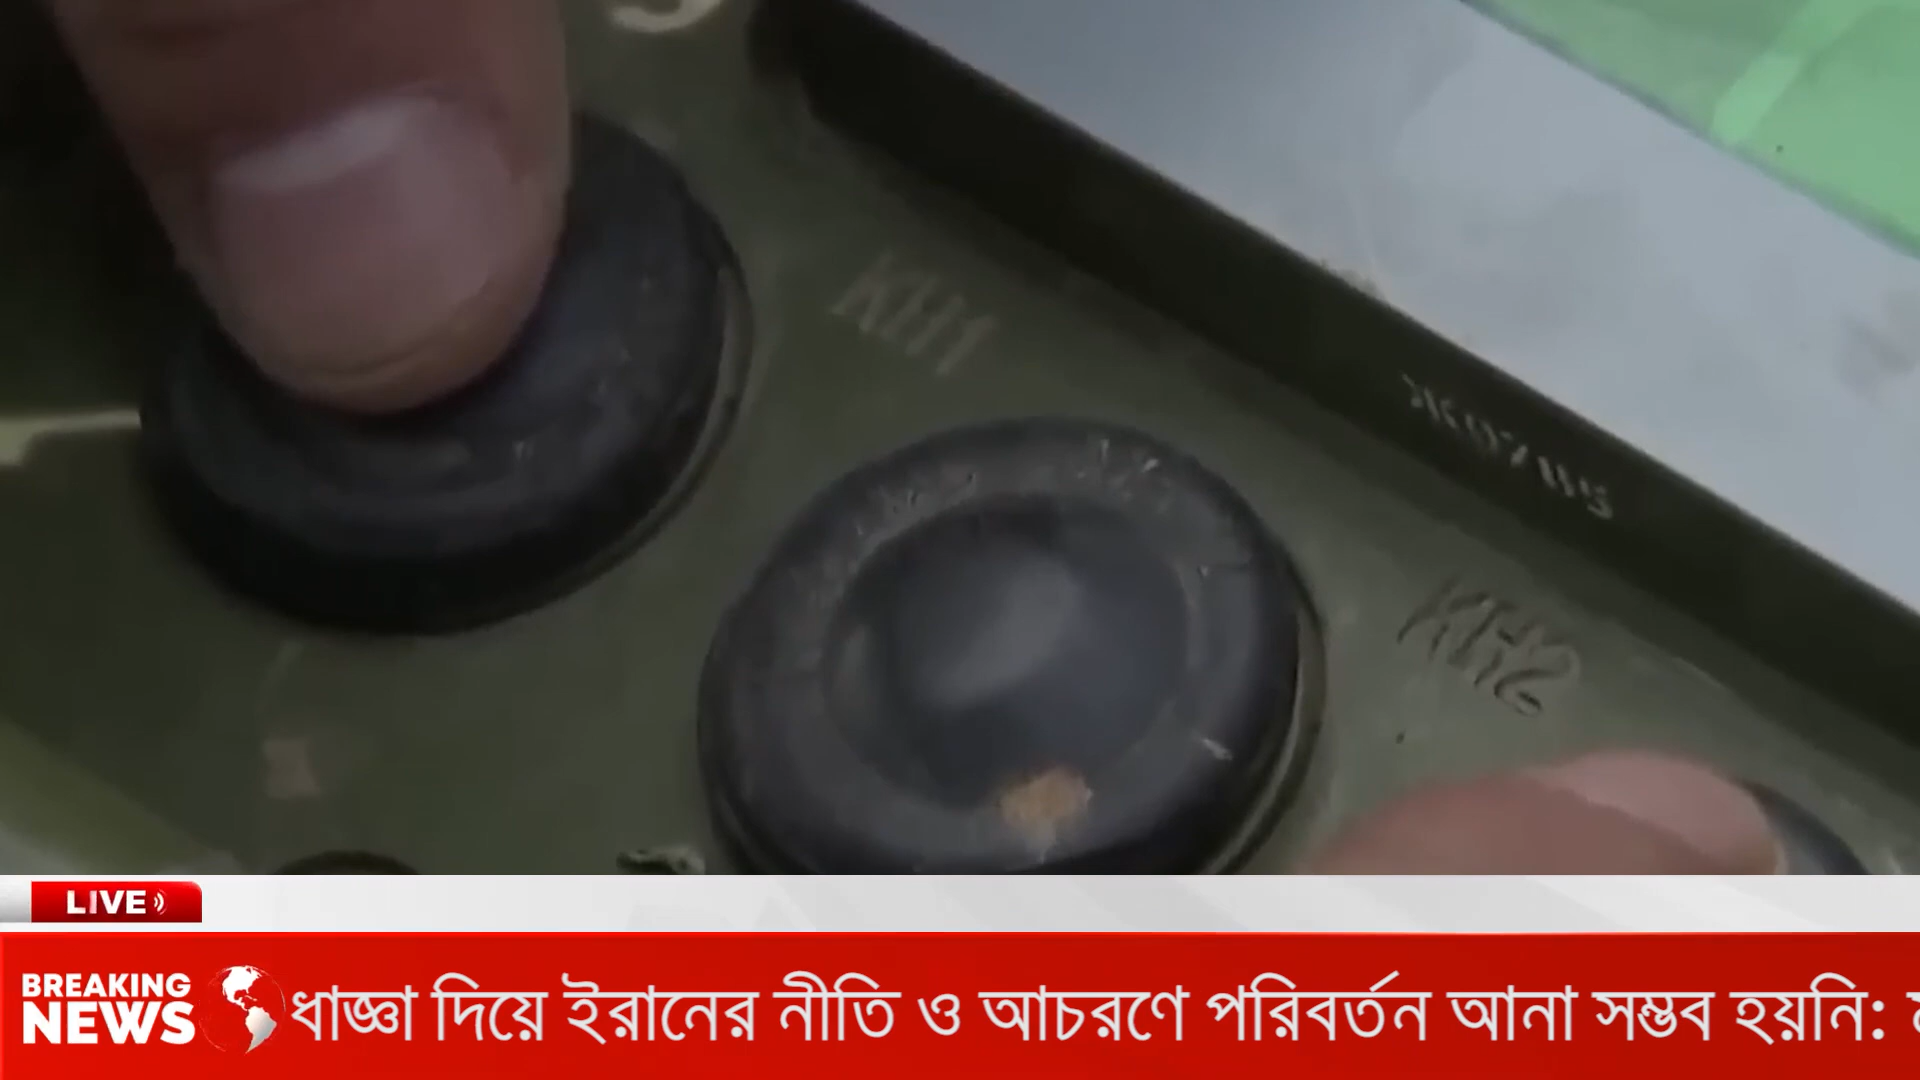 КН1
КН2
LIVE
BREAKING
NEWS
ধাজ্ঞা দিয়ে ইরানের নীতি ও আচরণে পরিবর্তন আনা সম্ভব হয়নি: